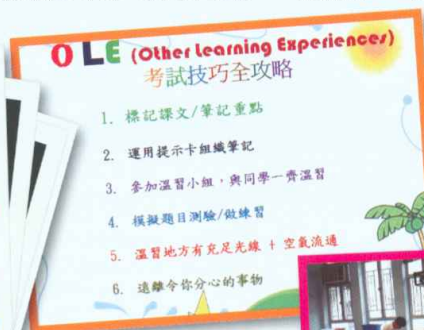 OLE (Other Learning Experiences)
考試技巧全攻略
1. 標記課文/筆記重點
2. 運用提示卡組織筆記
3. 參加溫習小組，與同學一齊溫習
4. 模擬題目測驗/做練習
5. 溫習地方有充足光線 + 空氣流通
6. 遠離令你分心的事物